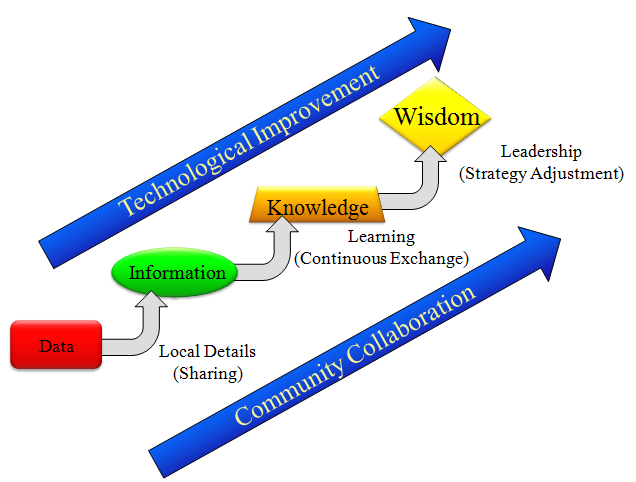 Technological Improvement
Wisdom
Leadership
(Strategy Adjustment)
Knowledge
Learning
(Continuous Exchange)
Information
Data
Local Details
(Sharing)
Community Collaboration